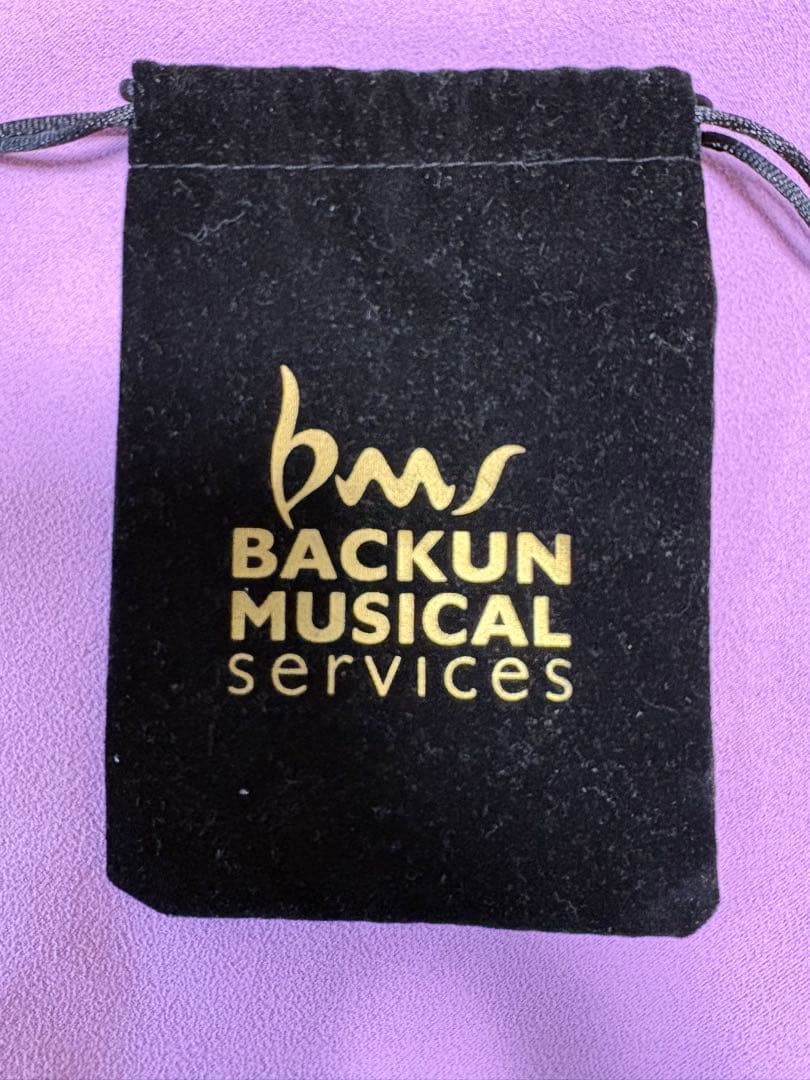 bms
BACKUN
MUSICAL
services